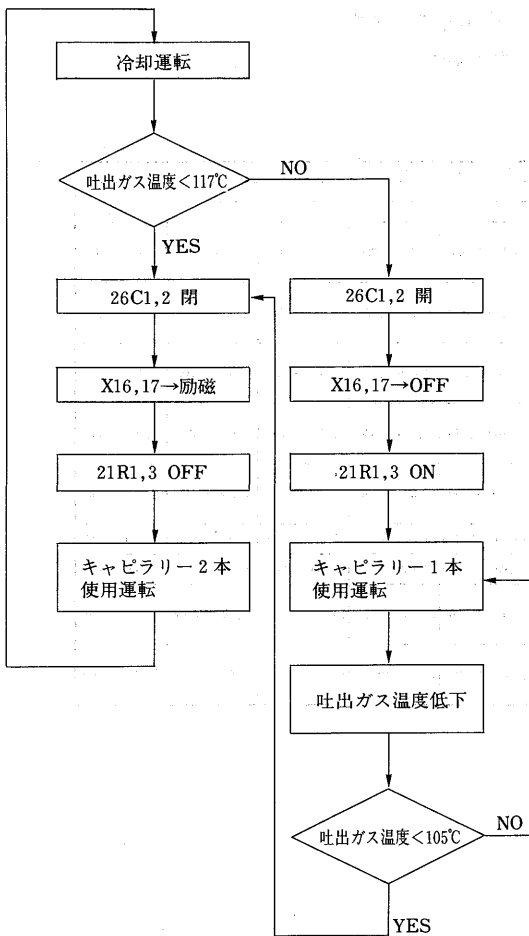 冷却運転
吐出ガス温度<117℃
NO
YES
26C1,2 閉
X16,17→励磁
21R1,3 OFF
キャピラリー2本
使用運転
26C1,2 開
X16,17→OFF
21R1,3 ON
キャピラリー1本
使用運転
吐出ガス温度低下
吐出ガス温度<105℃
NO
YES